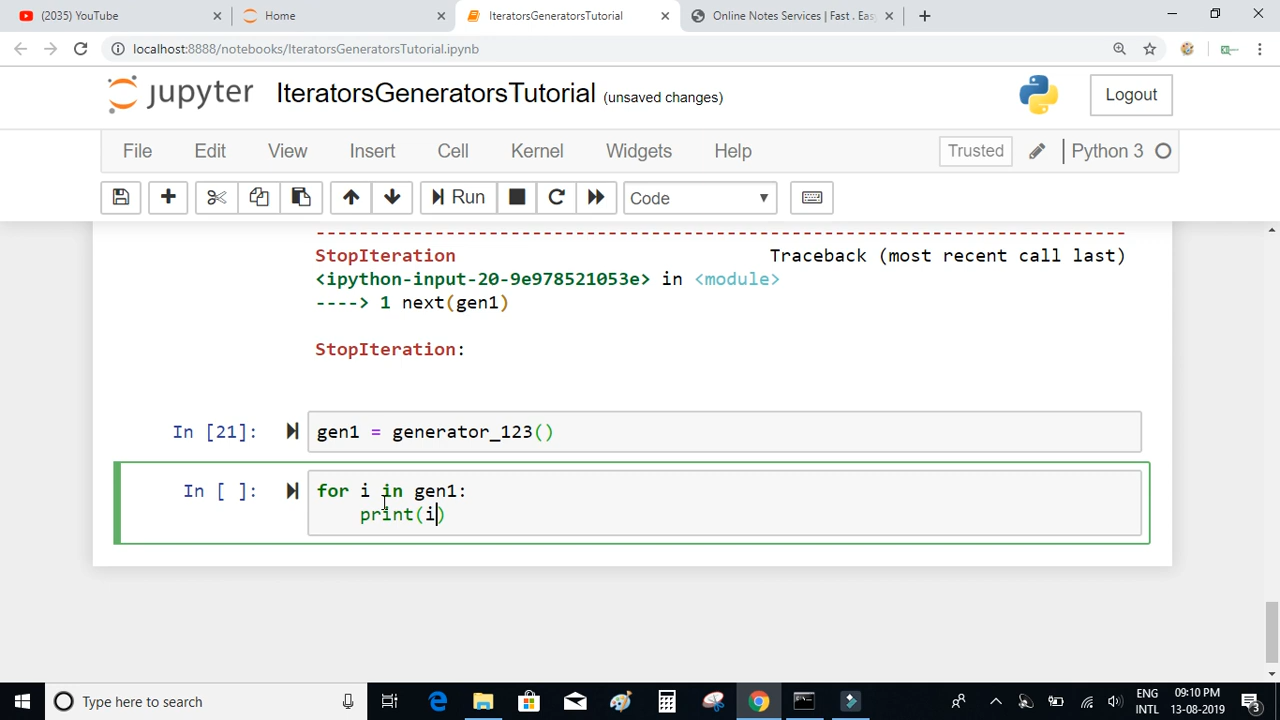 (2035) YouTube
Home
IteratorsGeneratorsTutorial
Online Notes Services | Fast . Eas
localhost:8888/notebooks/IteratorsGeneratorsTutorial.ipynb
jupyter IteratorsGeneratorsTutorial (unsaved changes)
Logout
File Edit View Insert Cell Kernel Widgets Help
Trusted
Python 3
Run
Code
StopIteration Traceback (most recent call last)
<ipython-input-20-9e978521053e> in <module>
----> 1 next(gen1)
StopIteration:
In [21]: gen1 = generator_123()
In [ ]: for i in gen1:
print(i)
Type here to search
ENG 09:10 PM
INTL 13-08-2019
3